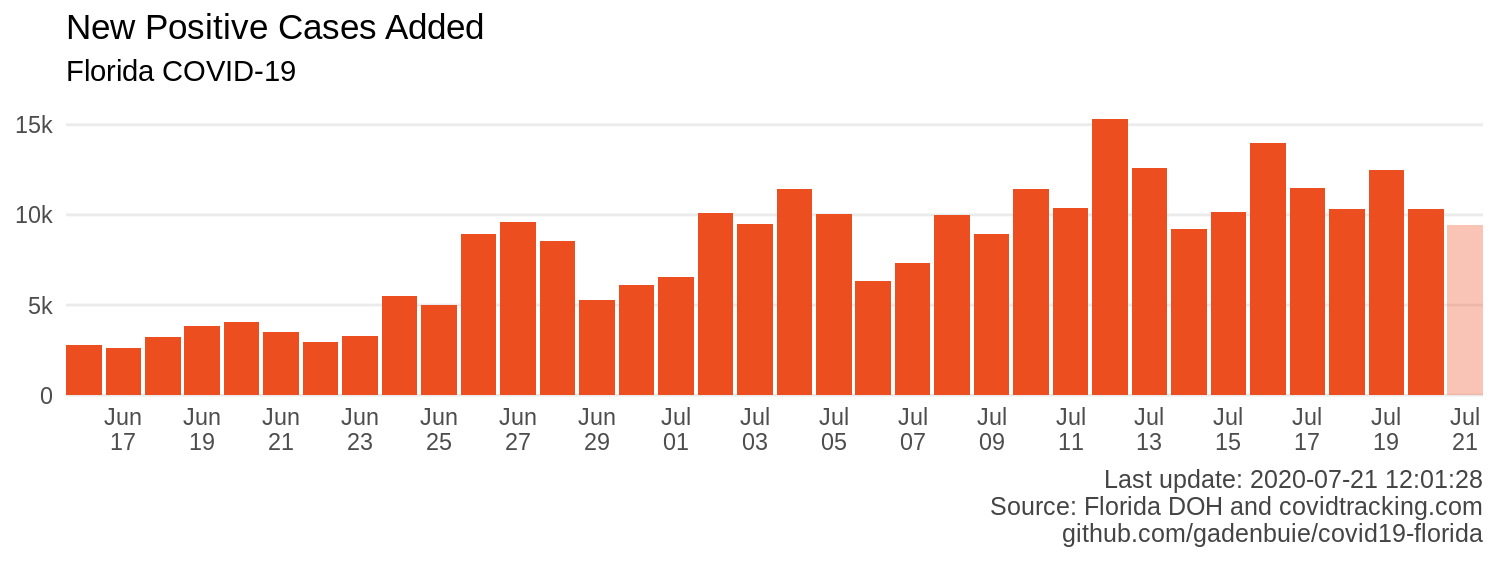 New Positive Cases Added
Florida COVID-19
15k
10k
5k
0
Jun Jun Jun Jun Jun Jun Jun Jul Jul Jul Jul Jul Jul Jul Jul Jul Jul Jul
17 19 21 23 25 27 29 01 03 05 07 09 11 13 15 17 19 21
Last update: 2020-07-21 12:01:28
Source: Florida DOH and covidtracking.com
github.com/gadenbuie/covid19-florida